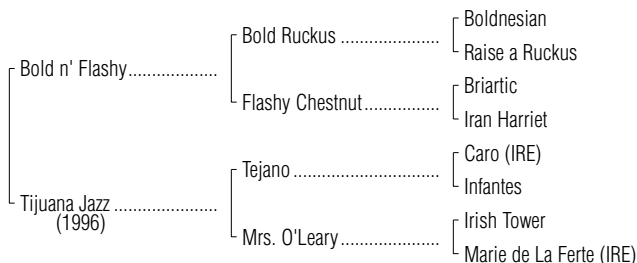 Boldnesian
Bold Ruckus ..................
Raise a Ruckus
Bold n' Flashy...................
Briartic
Flashy Chestnut..............
Iran Harriet
Caro (IRE)
Tejano ...........................
Infantes
Tijuana Jazz ......................
(1996)
Irish Tower
Mrs. O'Leary..................
Marie de La Ferte (IRE)